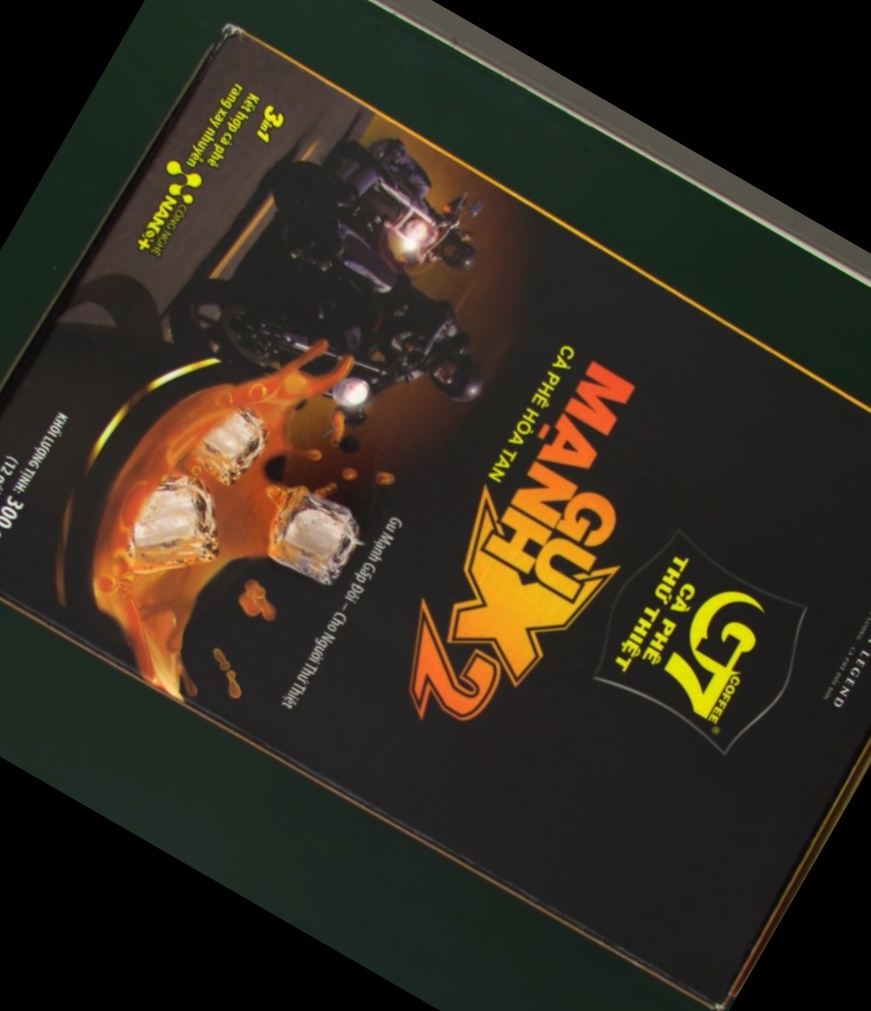 LEGEND
G7
COFFEE®
CÀ PHÊ
THỨ THIỆT
CÀ PHÊ HÒA TAN
GU
MẠNH
X2
Gu Mạnh Gấp Đôi – Cho Người Thứ Thiệt
3in1
Kết hợp cà phê
rang xay nhuyễn
CÔNG NGHỆ
NANO+
KHỐI LƯỢNG TỊNH: 300
(12